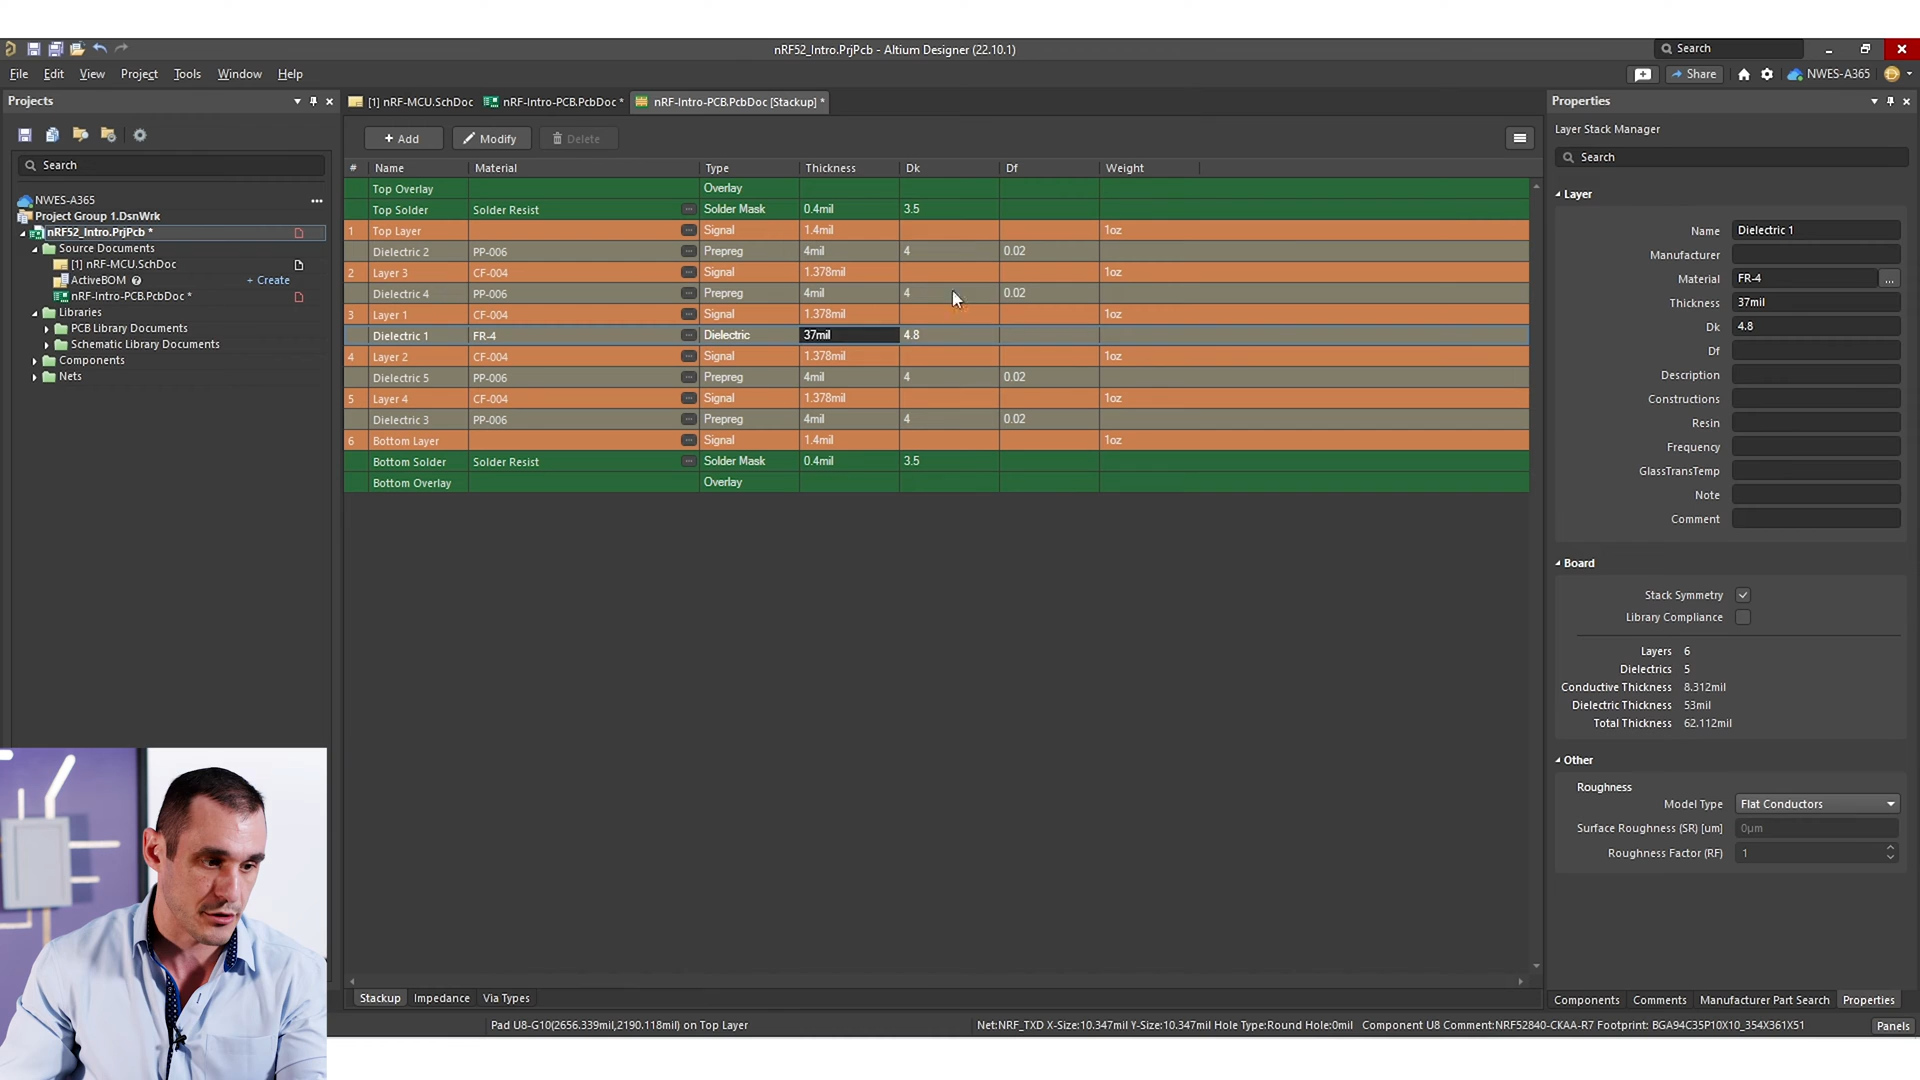 nRF52_Intro.PrjPcb - Altium Designer (22.10.1)
Search
File Edit View Project Tools Window Help
Share
NWES-A365
Projects
[1] nRF-MCU.SchDoc
nRF-Intro-PCB.PcbDoc *
nRF-Intro-PCB.PcbDoc [Stackup] *
Properties
+ Add
Modify
Delete
Layer Stack Manager
Search
Search
# Name Material Type Thickness Dk Df Weight
Top Overlay Overlay
Top Solder Solder Resist Solder Mask 0.4mil 3.5
1 Top Layer Signal 1.4mil 1oz
Dielectric 2 PP-006 Prepreg 4mil 4 0.02
2 Layer 3 CF-004 Signal 1.378mil 1oz
Dielectric 4 PP-006 Prepreg 4mil 4 0.02
3 Layer 1 CF-004 Signal 1.378mil 1oz
Dielectric 1 FR-4 Dielectric 37mil 4.8
4 Layer 2 CF-004 Signal 1.378mil 1oz
Dielectric 5 PP-006 Prepreg 4mil 4 0.02
5 Layer 4 CF-004 Signal 1.378mil 1oz
Dielectric 3 PP-006 Prepreg 4mil 4 0.02
6 Bottom Layer Signal 1.4mil 1oz
Bottom Solder Solder Resist Solder Mask 0.4mil 3.5
Bottom Overlay Overlay
NWES-A365
Project Group 1.DsnWrk
nRF52_Intro.PrjPcb *
Source Documents
[1] nRF-MCU.SchDoc
ActiveBOM + Create
nRF-Intro-PCB.PcbDoc *
Libraries
PCB Library Documents
Schematic Library Documents
Components
Nets
Layer
Name Dielectric 1
Manufacturer
Material FR-4 ...
Thickness 37mil
Dk 4.8
Df
Description
Constructions
Resin
Frequency
GlassTransTemp
Note
Comment
Board
Stack Symmetry
Library Compliance
Layers 6
Dielectrics 5
Conductive Thickness 8.312mil
Dielectric Thickness 53mil
Total Thickness 62.112mil
Other
Roughness
Model Type Flat Conductors
Surface Roughness (SR) [um] 0μm
Roughness Factor (RF) 1
Stackup Impedance Via Types
Components Comments Manufacturer Part Search Properties
Pad U8-G10(2656.339mil,2190.118mil) on Top Layer
Net:NRF_TXD X-Size:10.347mil Y-Size:10.347mil Hole Type:Round Hole:0mil Component U8 Comment:NRF52840-CKAA-R7 Footprint: BGA94C35P10X10_354X361X51
Panels